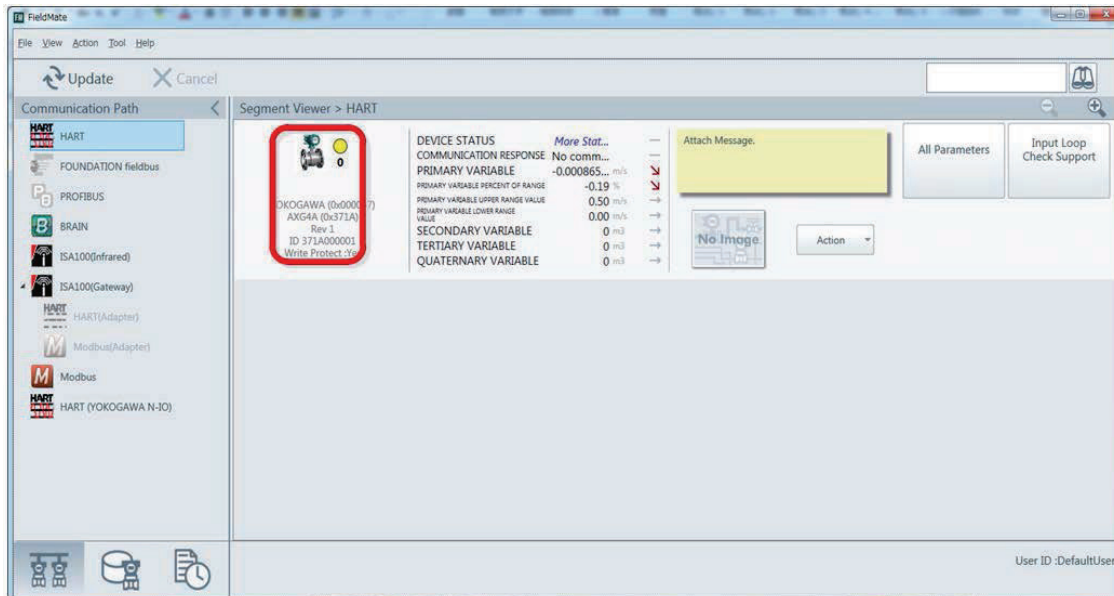 FieldMate
File View Action Tool Help
Update Cancel
Communication Path
Segment Viewer > HART
HART
HART
FOUNDATION fieldbus
PROFIBUS
BRAIN
ISA100(Infrared)
ISA100(Gateway)
HART
HART(Adapter)
Modbus(Adapter)
Modbus
HART
HART (YOKOGAWA N-IO)
0
OKOGAWA (0x0000 7)
AXG4A (0x371A)
Rev 1
ID 371A000001
Write Protect :Ye
DEVICE STATUS More Stat... —
COMMUNICATION RESPONSE No comm... —
PRIMARY VARIABLE -0.000865... m/s
PRIMARY VARIABLE PERCENT OF RANGE -0.19 %
PRIMARY VARIABLE UPPER RANGE VALUE 0.50 m/s →
PRIMARY VARIABLE LOWER RANGE
VALUE 0.00 m/s →
SECONDARY VARIABLE 0 m3 →
TERTIARY VARIABLE 0 m3 →
QUATERNARY VARIABLE 0 m3 →
Attach Message.
No Image
Action
All Parameters
Input Loop
Check Support
User ID :DefaultUser